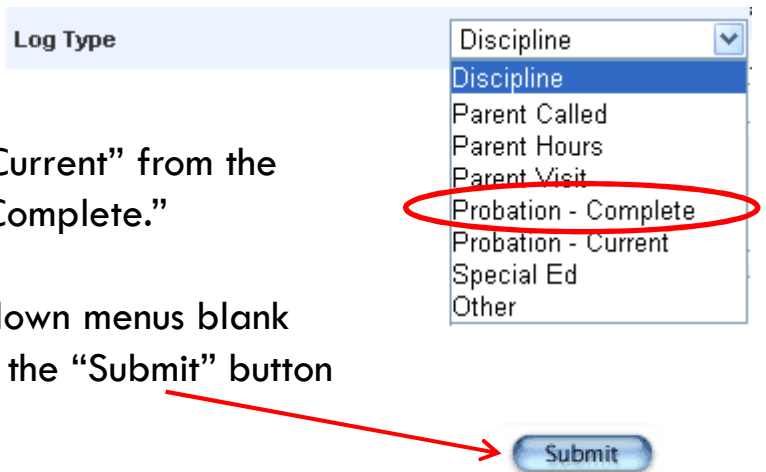 Log Type
Discipline
Discipline
Parent Called
Parent Hours
Parent Visit
Probation - Complete
Probation - Current
Special Ed
Other
Current” from the
Complete.”
down menus blank
the “Submit” button
Submit